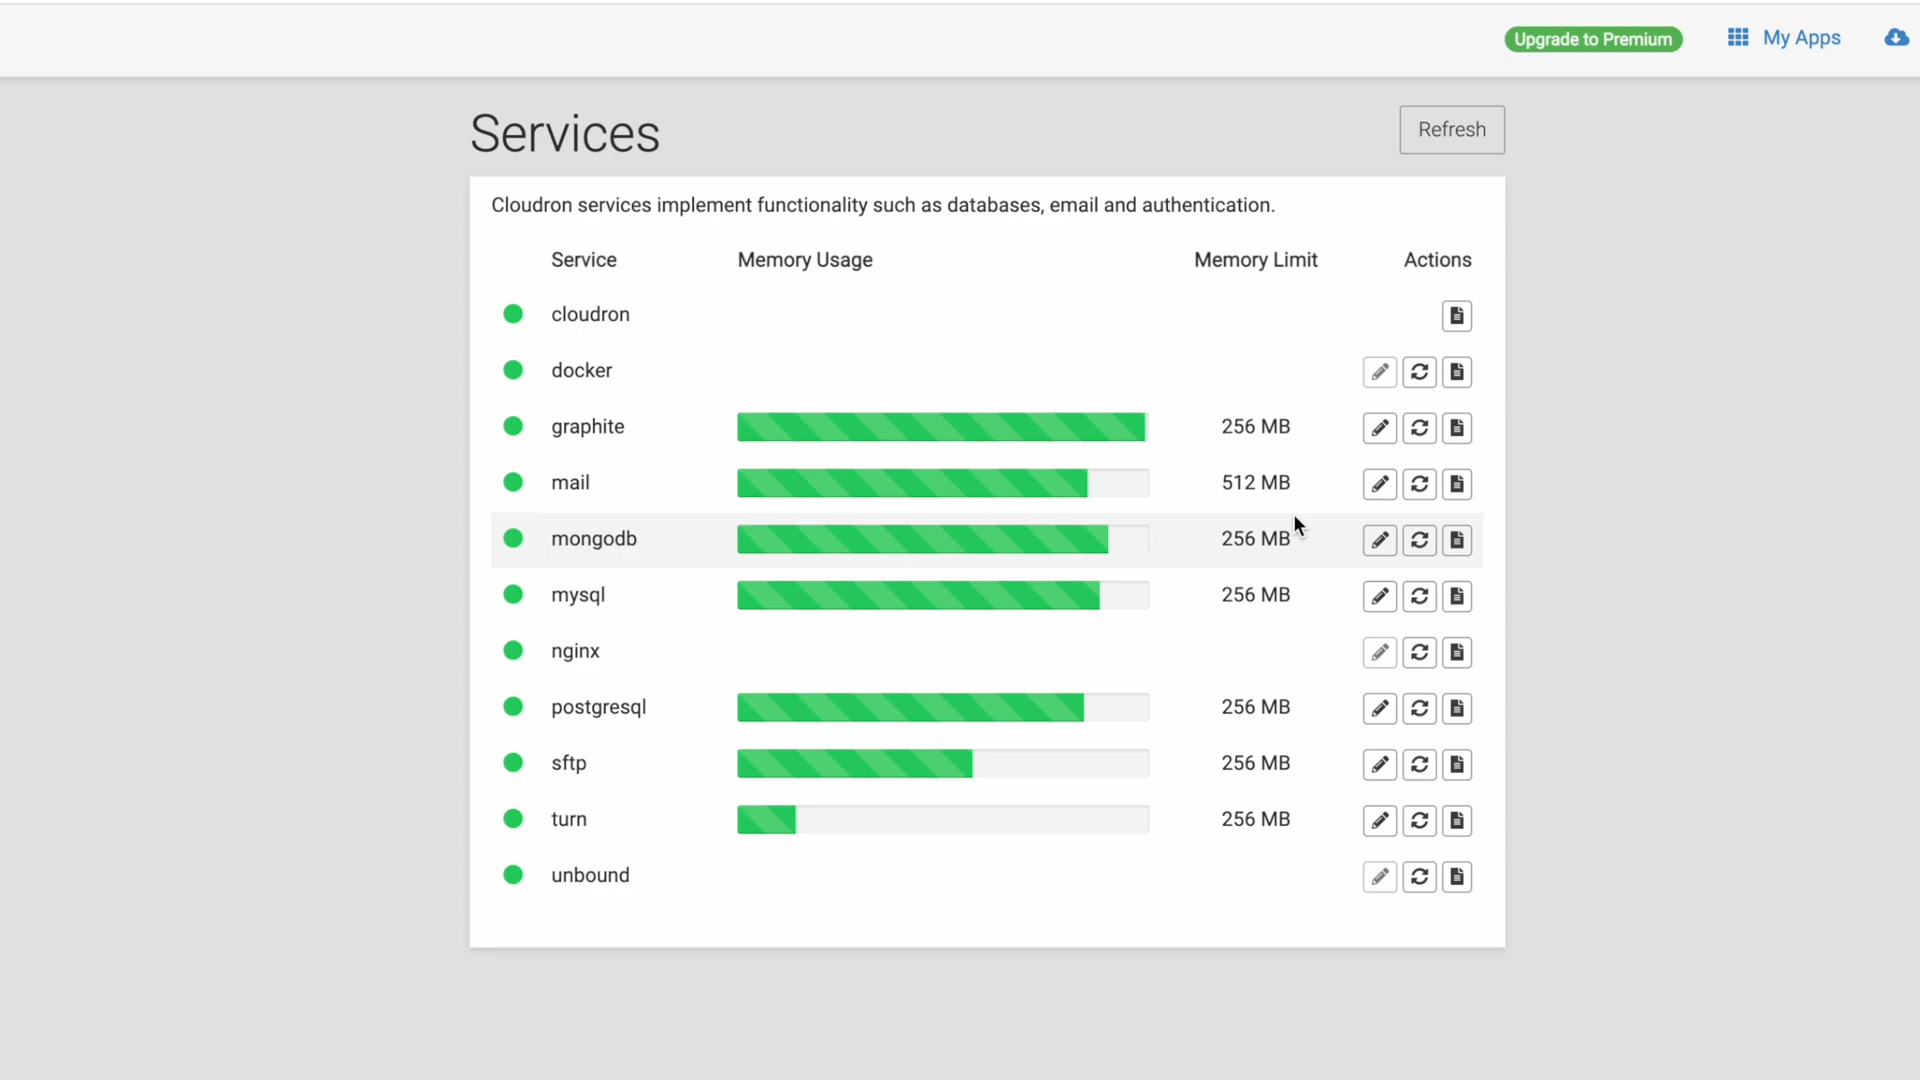 Upgrade to Premium My Apps
Services Refresh
Cloudron services implement functionality such as databases, email and authentication.
Service Memory Usage Memory Limit Actions
cloudron
docker
graphite 256 MB
mail 512 MB
mongodb 256 MB
mysql 256 MB
nginx
postgresql 256 MB
sftp 256 MB
turn 256 MB
unbound